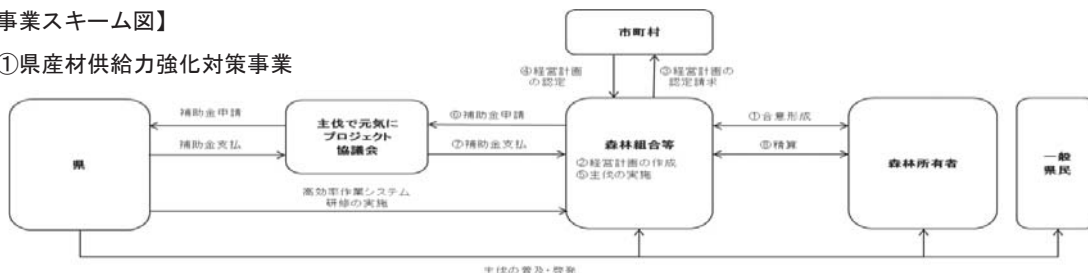 事業スキーム図】
①県産材供給力強化対策事業
市町村
④経営計画
の認定
③経営計画の
認定請求
県
補助金申請
補助金支払
主伐で元気に
プロジェクト
協議会
⑥補助金申請
⑦補助金支払
森林組合等
②経営計画の作成
⑤主伐の実施
①合意形成
⑧精算
森林所有者
一般
県民
高効率作業システム
研修の実施
主伐の普及・啓発